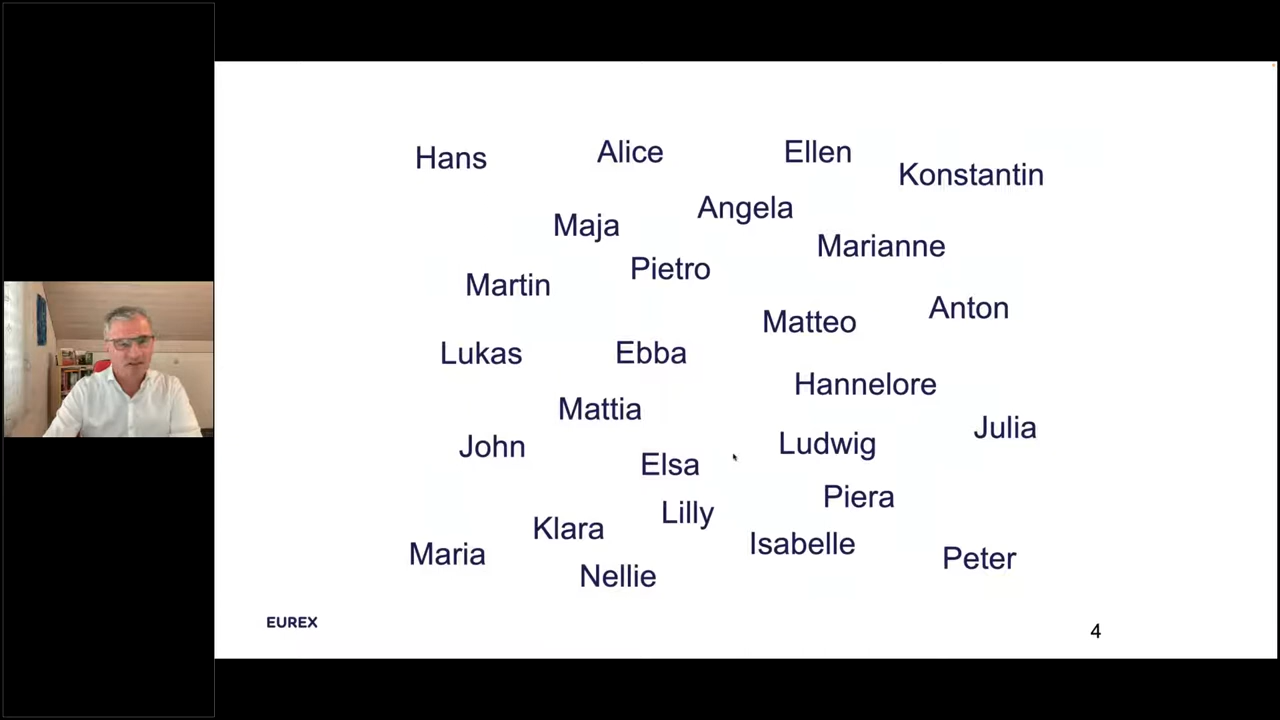 Hans
Alice
Ellen
Konstantin
Angela
Maja
Marianne
Pietro
Martin
Anton
Matteo
Lukas
Ebba
Hannelore
Mattia
Julia
Ludwig
John
Elsa
Piera
Lilly
Klara
Isabelle
Maria
Peter
Nellie
EUREX
4